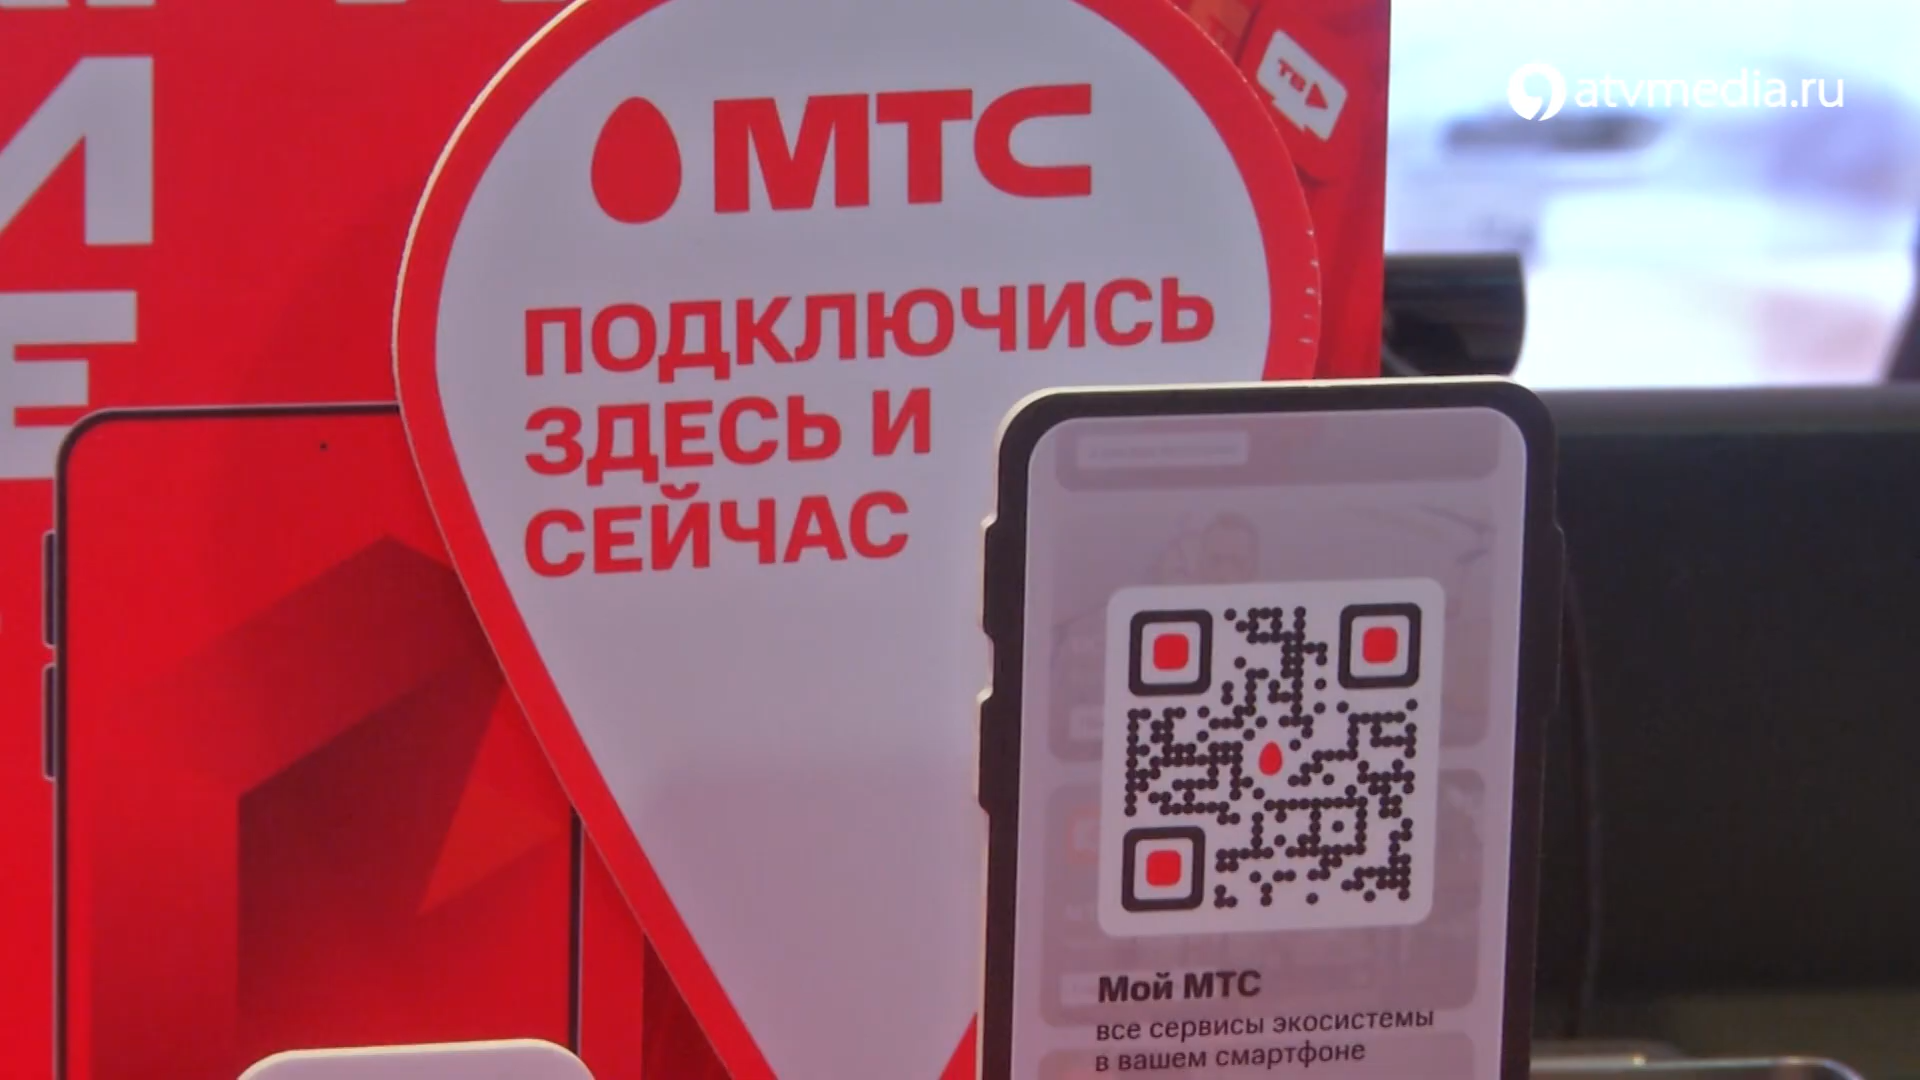 atvmedia.ru
ТВ
МТС
ПОДКЛЮЧИСЬ
ЗДЕСЬ И
СЕЙЧАС
Мой МТС
все сервисы экосистемы
в вашем смартфоне